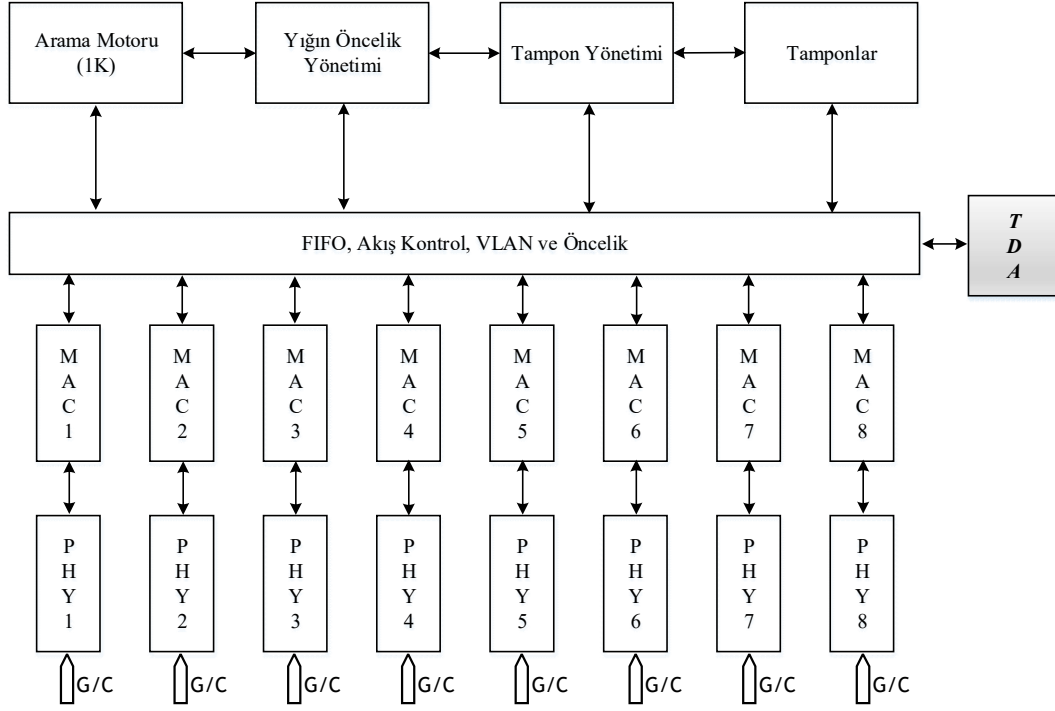 Arama Motoru
(1K)
Yığın Öncelik
Yönetimi
Tampon Yönetimi
Tamponlar
FIFO, Akış Kontrol, VLAN ve Öncelik
T
D
A
M
A
C
1
M
A
C
2
M
A
C
3
M
A
C
4
M
A
C
5
M
A
C
6
M
A
C
7
M
A
C
8
P
H
Y
1
P
H
Y
2
P
H
Y
3
P
H
Y
4
P
H
Y
5
P
H
Y
6
P
H
Y
7
P
H
Y
8
G/C
G/C
G/C
G/C
G/C
G/C
G/C
G/C